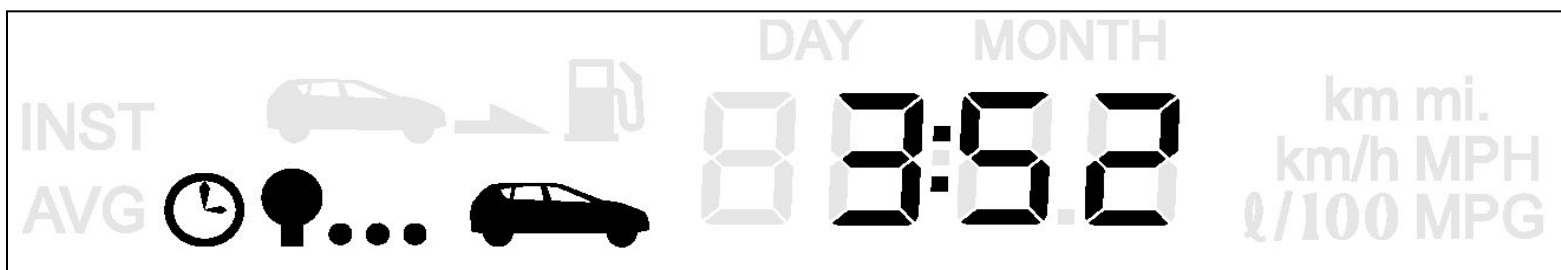 DAY MONTH
INST
3:52
km mi.
km/h MPH
AVG
ℓ/100 MPG